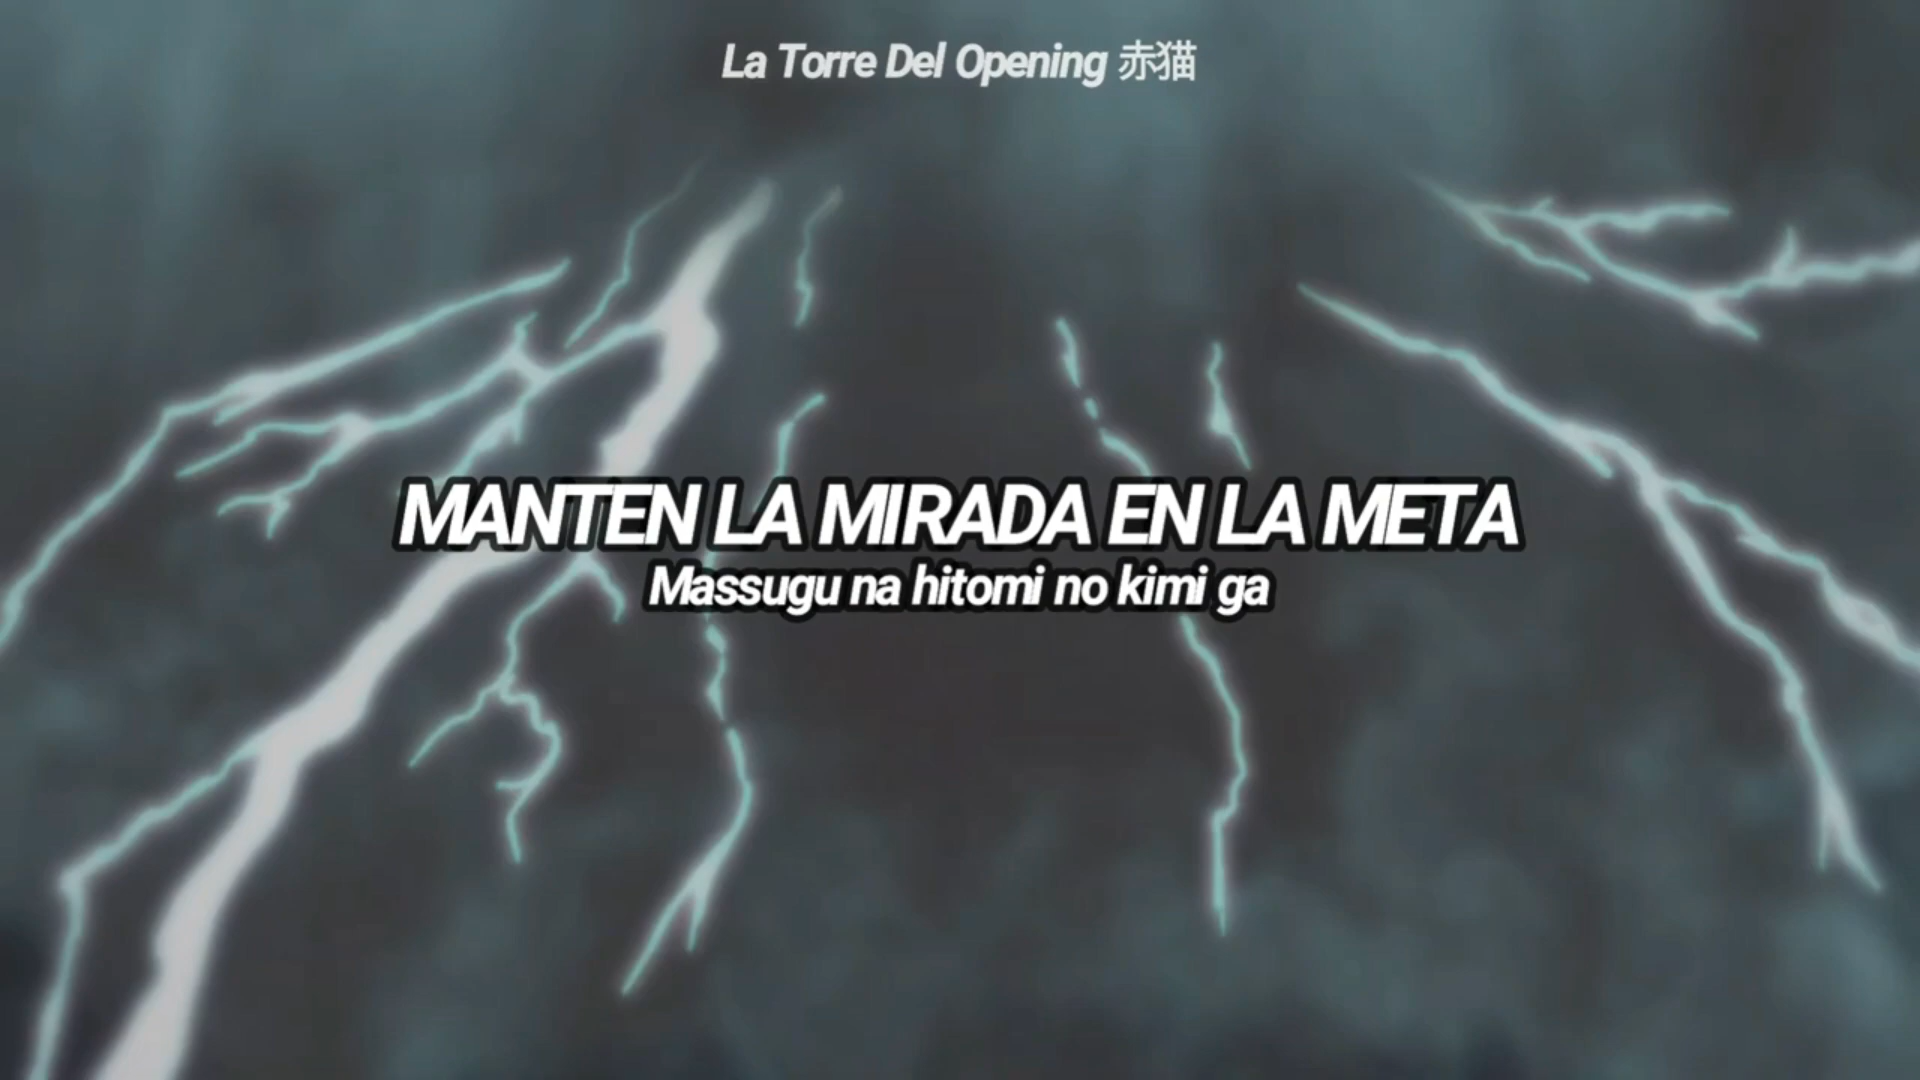 La Torre Del Opening 赤猫
MANTEN LA MIRADA EN LA META
Massugu na hitomi no kimi ga